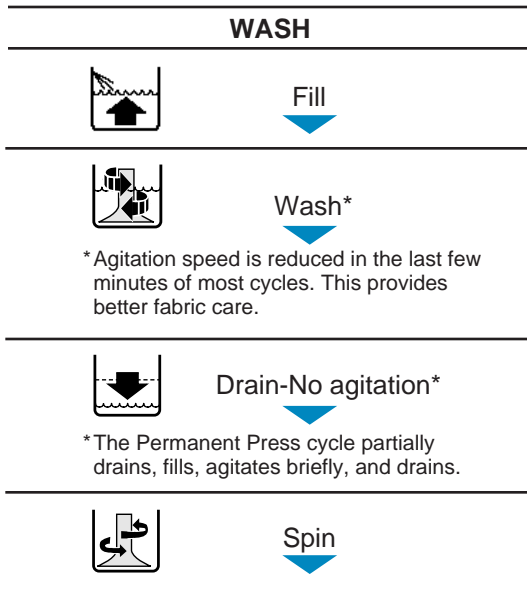 WASH
Fill
Wash*
*Agitation speed is reduced in the last few
minutes of most cycles. This provides
better fabric care.
Drain-No agitation*
*The Permanent Press cycle partially
drains, fills, agitates briefly, and drains.
Spin